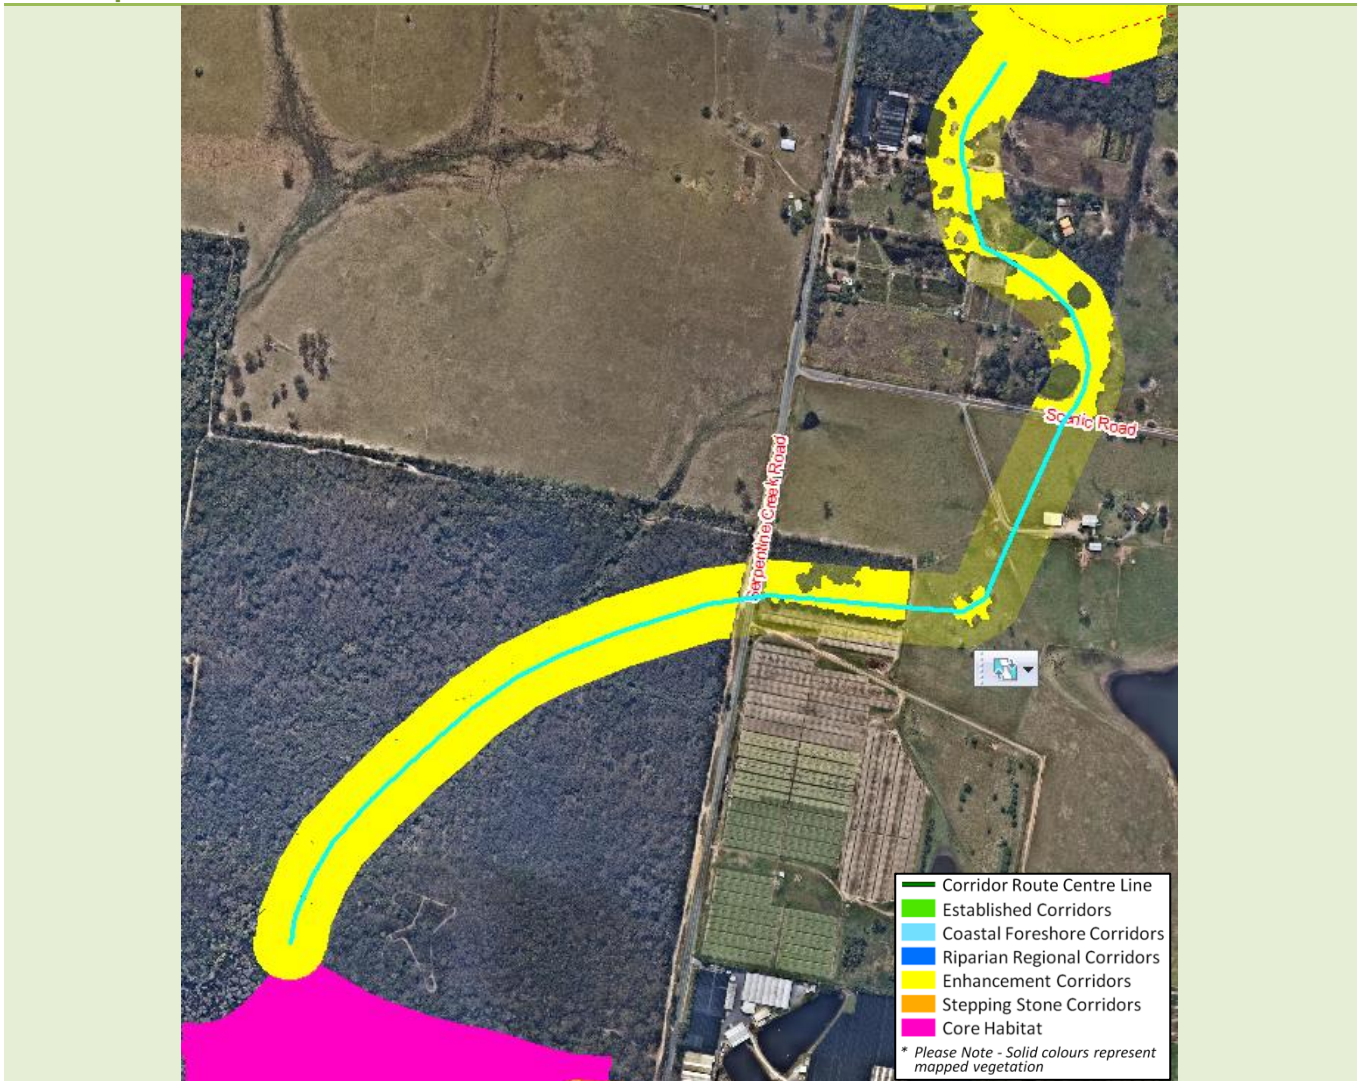 Scenic Road
Serpentine Creek Road
Corridor Route Centre Line
Established Corridors
Coastal Foreshore Corridors
Riparian Regional Corridors
Enhancement Corridors
Stepping Stone Corridors
Core Habitat
* Please Note - Solid colours represent
mapped vegetation